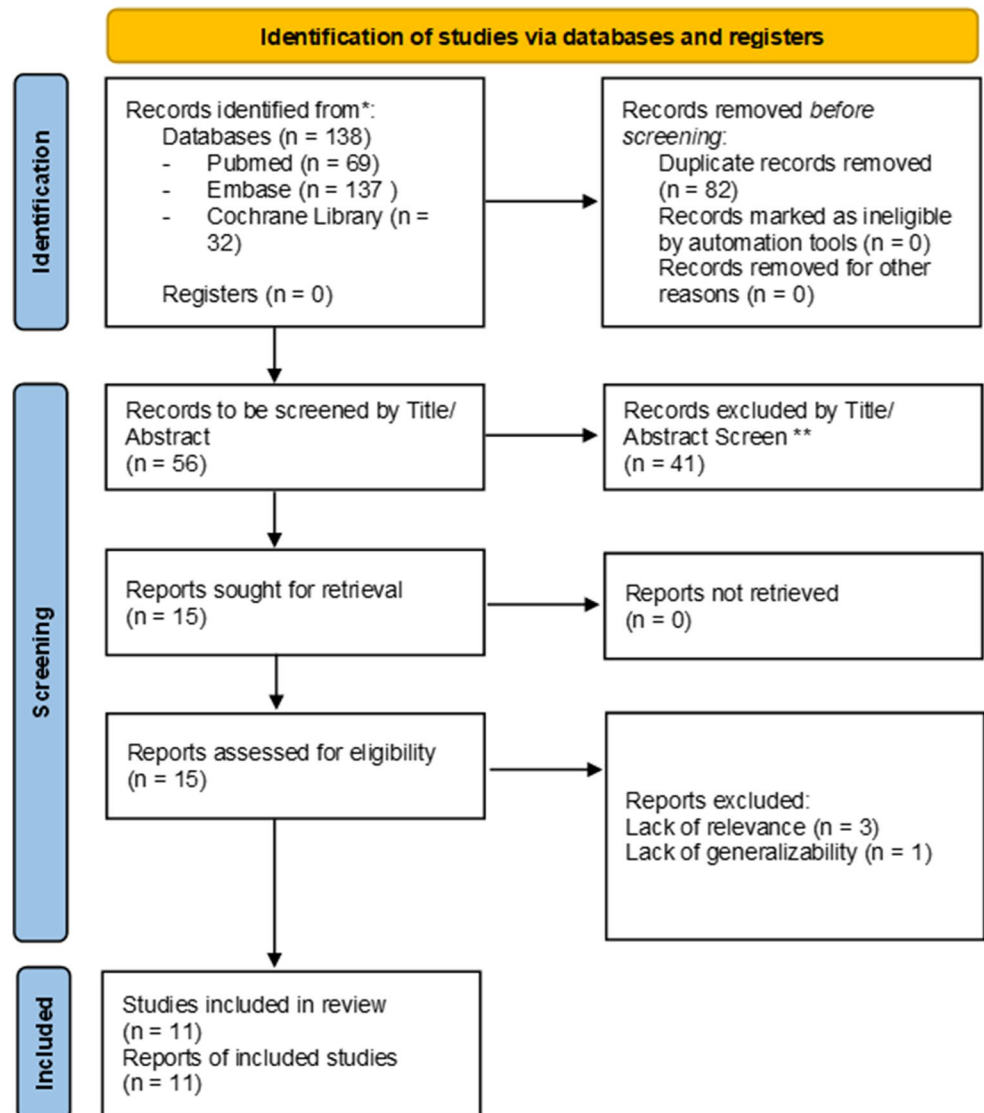 Identification of studies via databases and registers
Identification
Records identified from*:
Databases (n = 138)
- Pubmed (n = 69)
- Embase (n = 137 )
- Cochrane Library (n =
32)
Registers (n = 0)
Records removed before
screening:
Duplicate records removed
(n = 82)
Records marked as ineligible
by automation tools (n = 0)
Records removed for other
reasons (n = 0)
Screening
Records to be screened by Title/
Abstract
(n = 56)
Records excluded by Title/
Abstract Screen **
(n = 41)
Reports sought for retrieval
(n = 15)
Reports not retrieved
(n = 0)
Reports assessed for eligibility
(n = 15)
Reports excluded:
Lack of relevance (n = 3)
Lack of generalizability (n = 1)
Included
Studies included in review
(n = 11)
Reports of included studies
(n = 11)